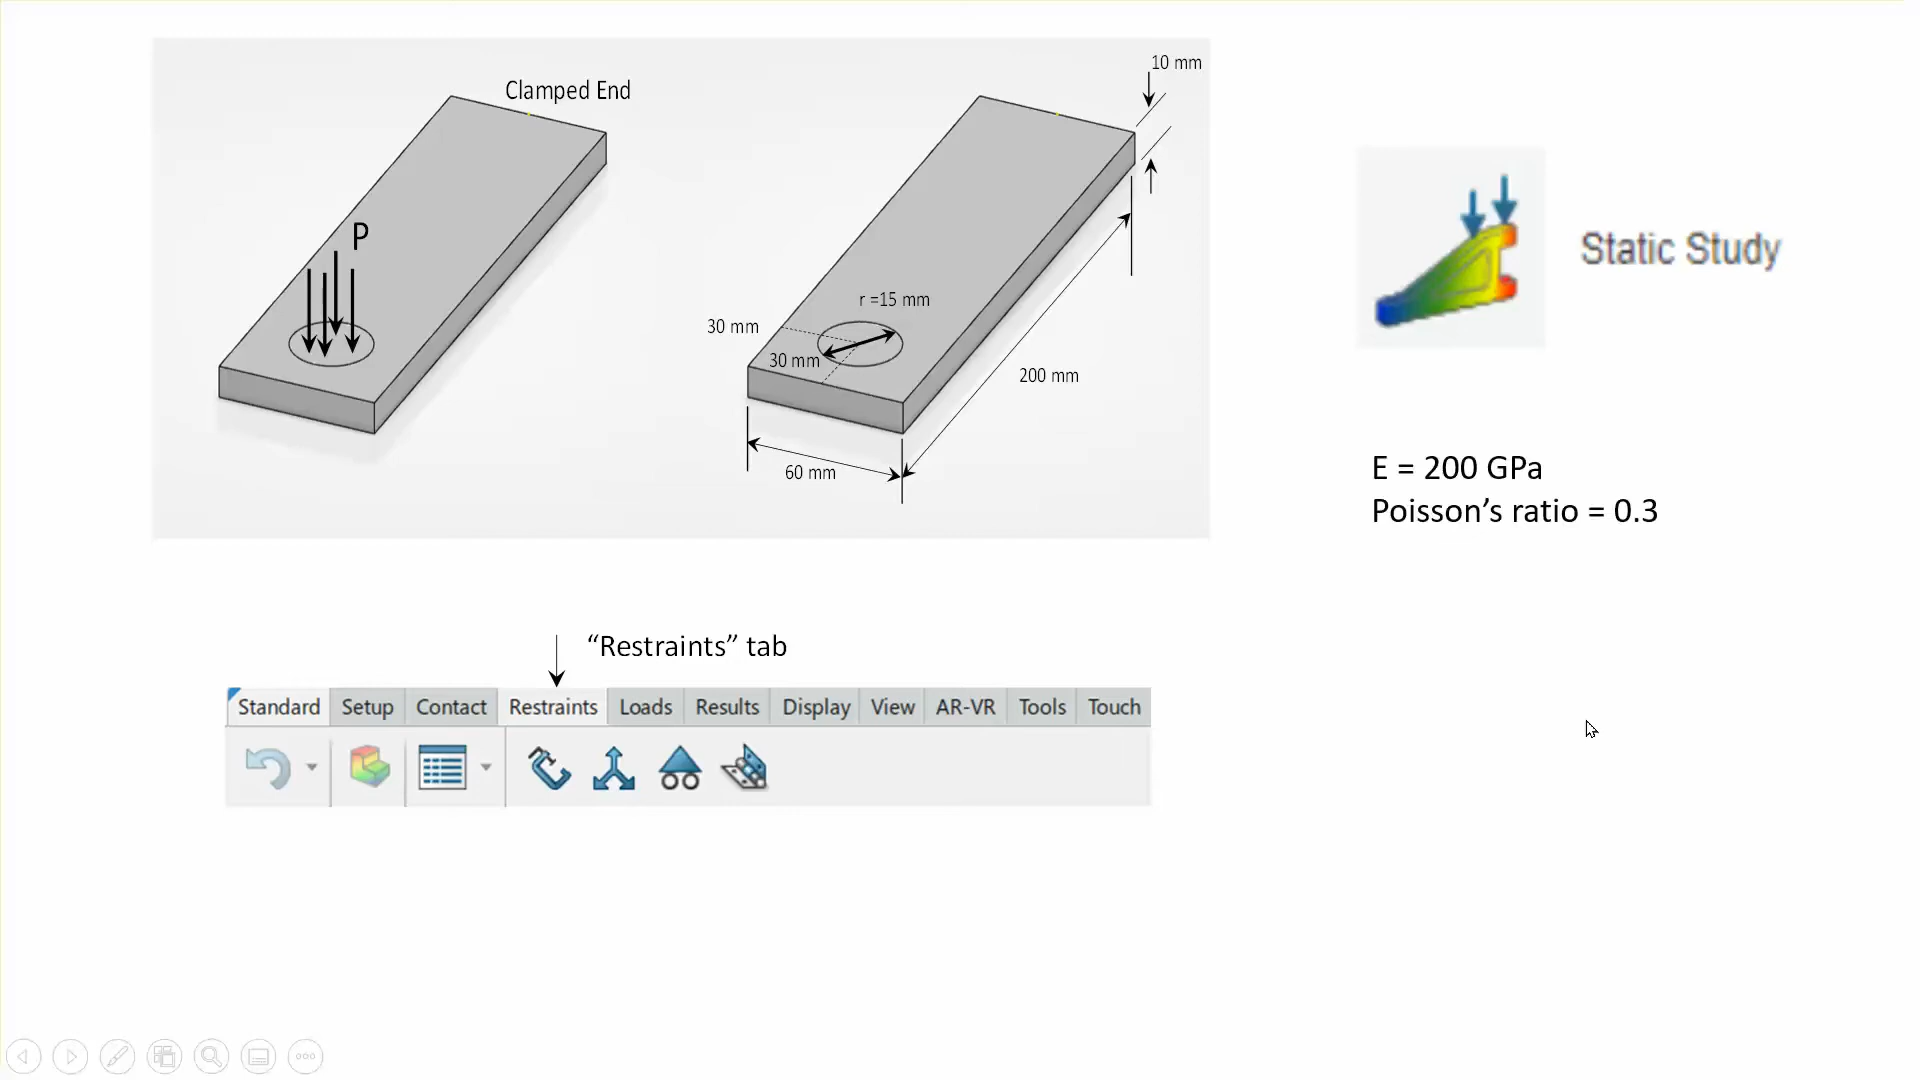 Clamped End
P
10 mm
r =15 mm
30 mm
30 mm
200 mm
60 mm
Static Study
E = 200 GPa
Poisson’s ratio = 0.3
“Restraints” tab
Standard Setup Contact Restraints Loads Results Display View AR-VR Tools Touch